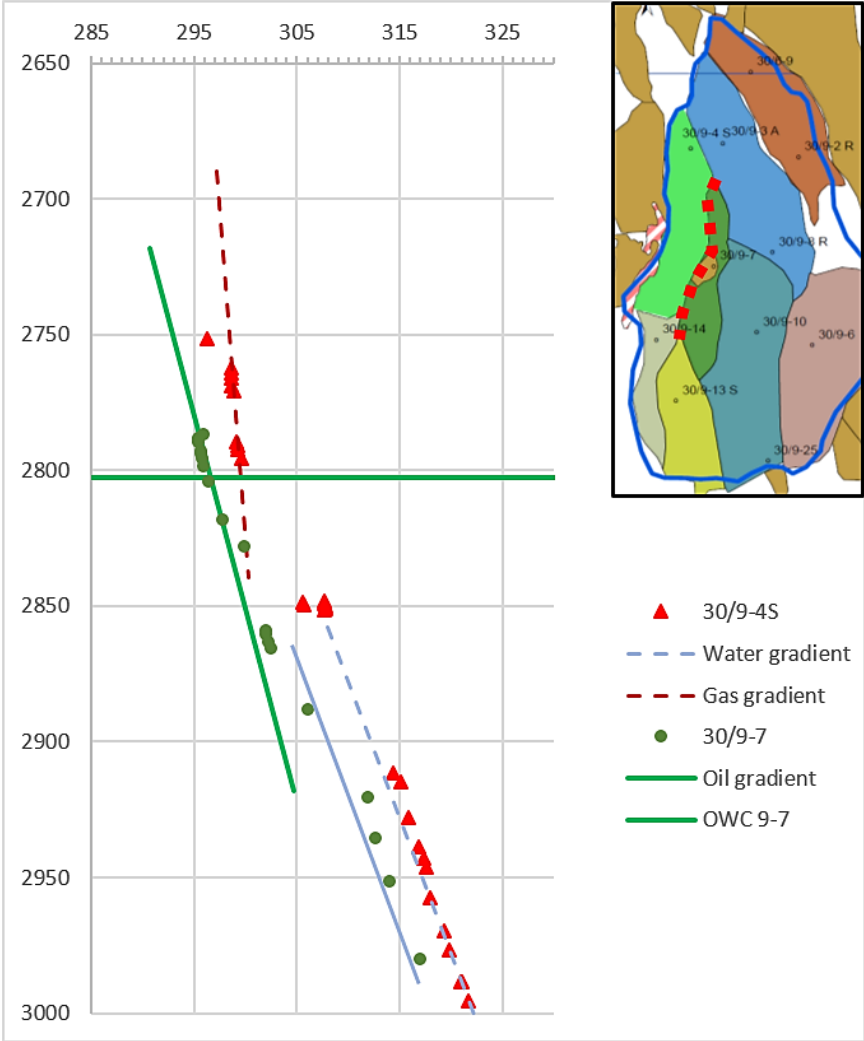 285 295 305 315 325
2650
2700
2750
2800
2850
2900
2950
3000
30/6-9
30/9-4 S 30/9-3 A
30/9-2 R
30/9-8 R
30/9-7
30/9-14
30/9-10
30/9-6
30/9-13 S
30/9-25
30/9-4S
Water gradient
Gas gradient
30/9-7
Oil gradient
OWC 9-7